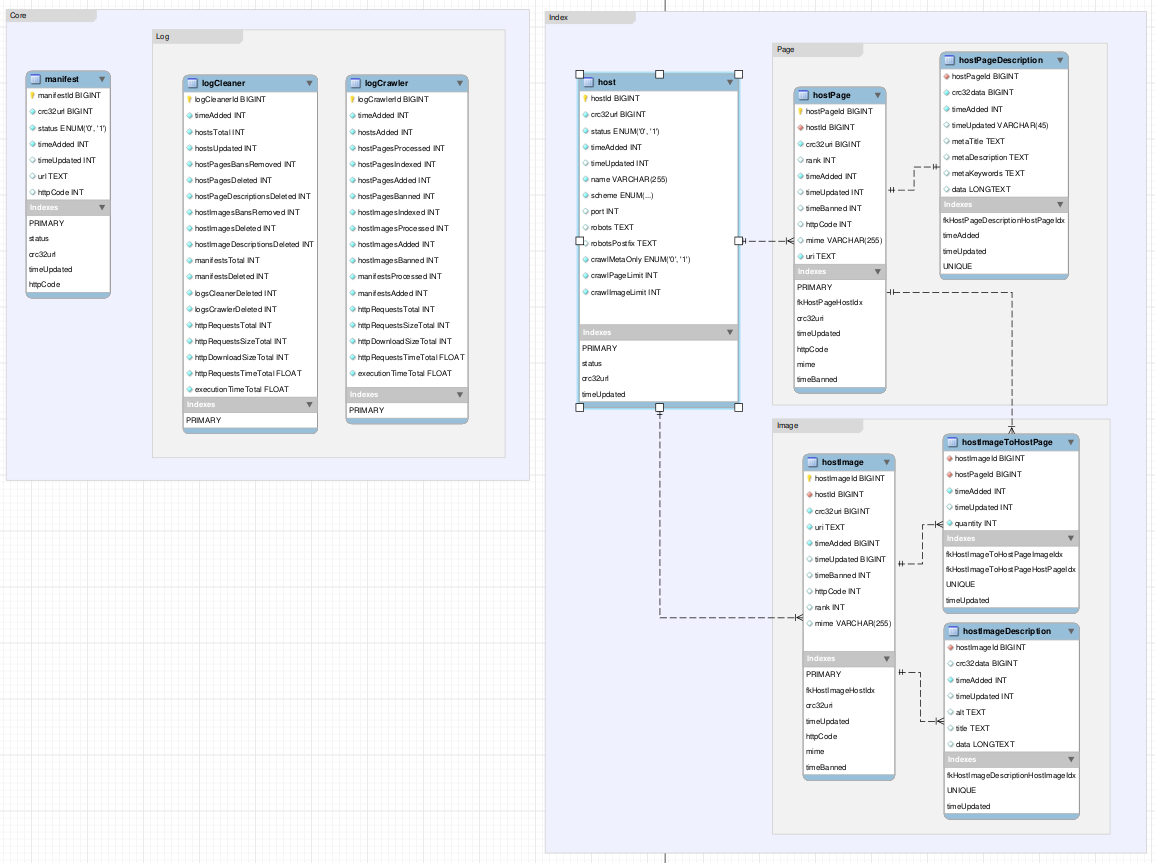 Core
manifest
manifestId BIGINT
crc32url BIGINT
status ENUM('0', '1')
timeAdded INT
timeUpdated INT
url TEXT
httpCode INT
Indexes
PRIMARY
status
crc32url
timeUpdated
httpCode
Log
logCleaner
logCleanerId BIGINT
timeAdded INT
hostsTotal INT
hostsUpdated INT
hostPagesBansRemoved INT
hostPagesDeleted INT
hostPageDescriptionsDeleted INT
hostImagesBansRemoved INT
hostImagesDeleted INT
hostImageDescriptionsDeleted INT
manifestsTotal INT
manifestsDeleted INT
logsCleanerDeleted INT
logsCrawlerDeleted INT
httpRequestsTotal INT
httpRequestsSizeTotal INT
httpDownloadSizeTotal INT
httpRequestsTimeTotal FLOAT
executionTimeTotal FLOAT
Indexes
PRIMARY
logCrawler
logCrawlerId BIGINT
timeAdded INT
hostsAdded INT
hostPagesProcessed INT
hostPagesIndexed INT
hostPagesAdded INT
hostPagesBanned INT
hostImagesIndexed INT
hostImagesProcessed INT
hostImagesAdded INT
hostImagesBanned INT
manifestsProcessed INT
manifestsAdded INT
httpRequestsTotal INT
httpRequestsSizeTotal INT
httpDownloadSizeTotal INT
httpRequestsTimeTotal FLOAT
executionTimeTotal FLOAT
Indexes
PRIMARY
Index
host
hostId BIGINT
crc32url BIGINT
status ENUM('0', '1')
timeAdded INT
timeUpdated INT
name VARCHAR(255)
scheme ENUM(...)
port INT
robots TEXT
robotsPostfix TEXT
crawlMetaOnly ENUM('0', '1')
crawlPageLimit INT
crawlImageLimit INT
Indexes
PRIMARY
status
crc32url
timeUpdated
Page
hostPage
hostPageId BIGINT
hostId BIGINT
crc32uri BIGINT
rank INT
timeAdded INT
timeUpdated INT
timeBanned INT
httpCode INT
mime VARCHAR(255)
uri TEXT
Indexes
PRIMARY
fkHostPageHostIdx
crc32uri
timeUpdated
httpCode
mime
timeBanned
hostPageDescription
hostPageId BIGINT
crc32data BIGINT
timeAdded INT
timeUpdated VARCHAR(45)
metaTitle TEXT
metaDescription TEXT
metaKeywords TEXT
data LONGTEXT
Indexes
fkHostPageDescriptionHostPageIdx
timeAdded
timeUpdated
UNIQUE
Image
hostImage
hostImageId BIGINT
hostId BIGINT
crc32uri BIGINT
uri TEXT
timeAdded BIGINT
timeUpdated BIGINT
timeBanned INT
httpCode INT
rank INT
mime VARCHAR(255)
Indexes
PRIMARY
fkHostImageHostIdx
crc32uri
timeUpdated
httpCode
mime
timeBanned
hostImageToHostPage
hostImageId BIGINT
hostPageId BIGINT
timeAdded INT
timeUpdated INT
quantity INT
Indexes
fkHostImageToHostPageImageIdx
fkHostImageToHostPageHostPageIdx
UNIQUE
timeUpdated
hostImageDescription
hostImageId BIGINT
crc32data BIGINT
timeAdded INT
timeUpdated INT
alt TEXT
title TEXT
data LONGTEXT
Indexes
fkHostImageDescriptionHostImageIdx
UNIQUE
timeUpdated